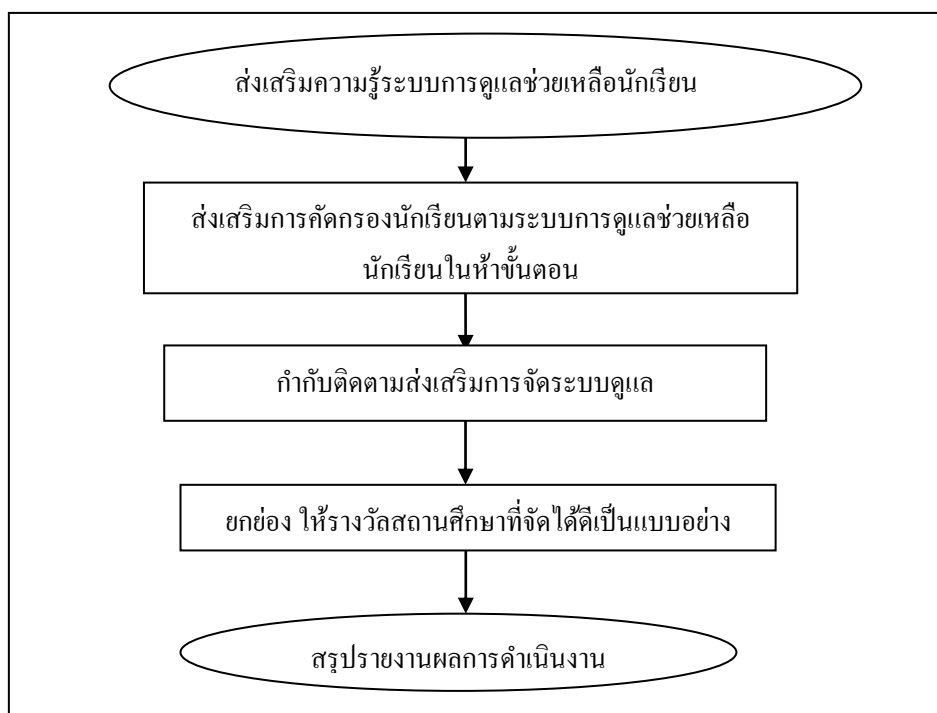 ส่งเสริมความรู้ระบบการดูแลช่วยเหลือนักเรียน
ส่งเสริมการคัดกรองนักเรียนตามระบบการดูแลช่วยเหลือ
นักเรียนในห้าขั้นตอน
กำกับติดตามส่งเสริมการจัดระบบดูแล
ยกย่อง ให้รางวัลสถานศึกษาที่จัดได้ดีเป็นแบบอย่าง
สรุปรายงานผลการดำเนินงาน